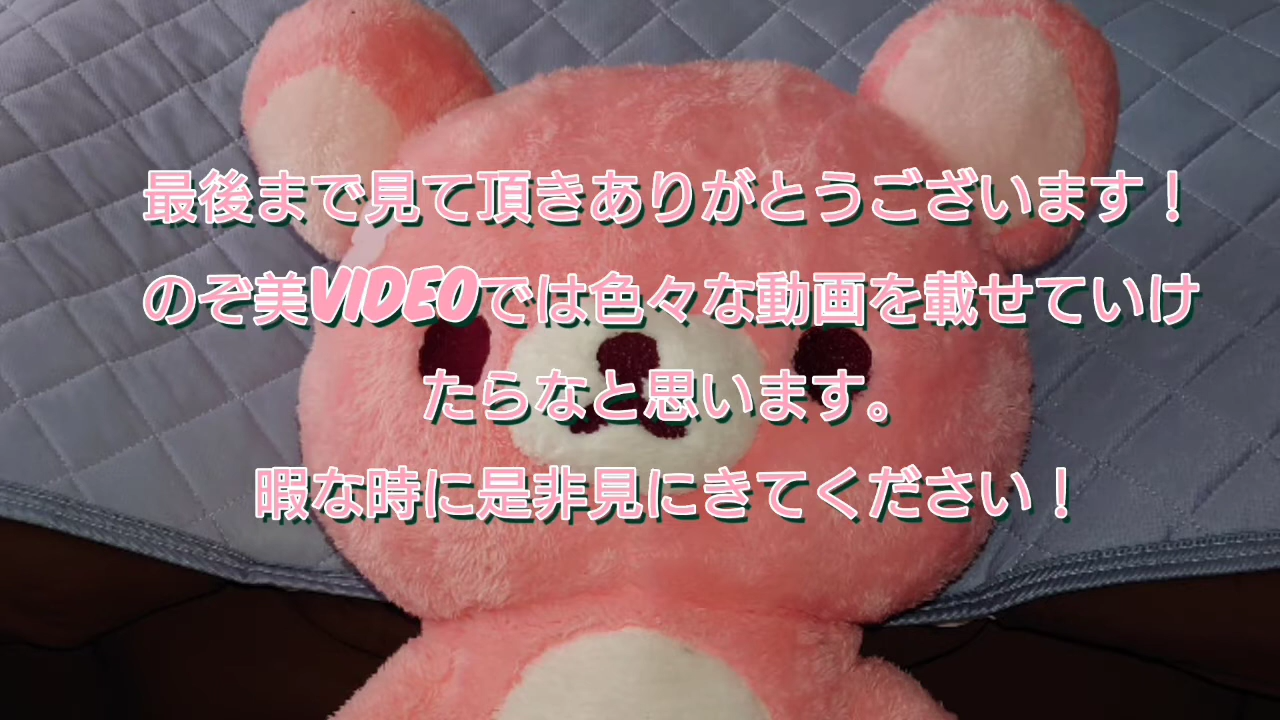 最後まで見て頂きありがとうございます！
のぞ美VIDEOでは色々な動画を載せていけ
たらなと思います。
暇な時に是非見にきてください！